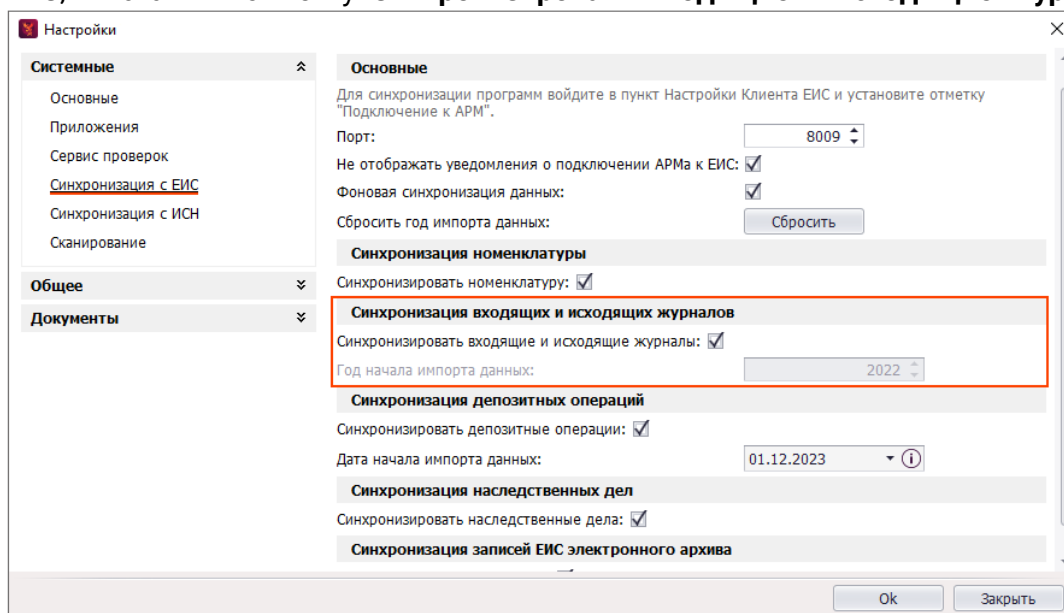 Настройки
Системные
Основные
Приложения
Сервис проверок
Синхронизация с ЕИС
Синхронизация с ИСН
Сканирование
Общее
Документы
Основные
Для синхронизации программ войдите в пункт Настройки Клиента ЕИС и установите отметку
"Подключение к АРМ".
Порт: 8009
Не отображать уведомления о подключении АРМа к ЕИС:
Фоновая синхронизация данных:
Сбросить год импорта данных: Сбросить
Синхронизация номенклатуры
Синхронизировать номенклатуру:
Синхронизация входящих и исходящих журналов
Синхронизировать входящие и исходящие журналы:
Год начала импорта данных: 2022
Синхронизация депозитных операций
Синхронизировать депозитные операции:
Дата начала импорта данных: 01.12.2023
Синхронизация наследственных дел
Синхронизировать наследственные дела:
Синхронизация записей ЕИС электронного архива
Ok Закрыть